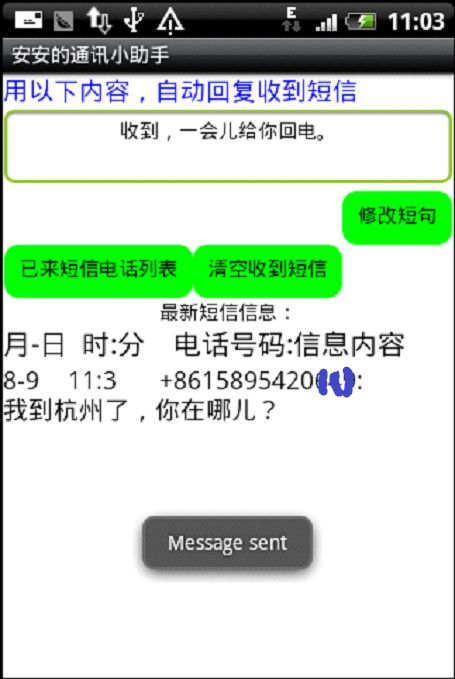 E 11:03
安安的通讯小助手
用以下内容，自动回复收到短信
收到，一会儿给你回电。
修改短句
已来短信电话列表 清空收到短信
最新短信信息：
月-日 时:分 电话号码:信息内容
8-9 11:3 +8615895420
我到杭州了，你在哪儿？
Message sent